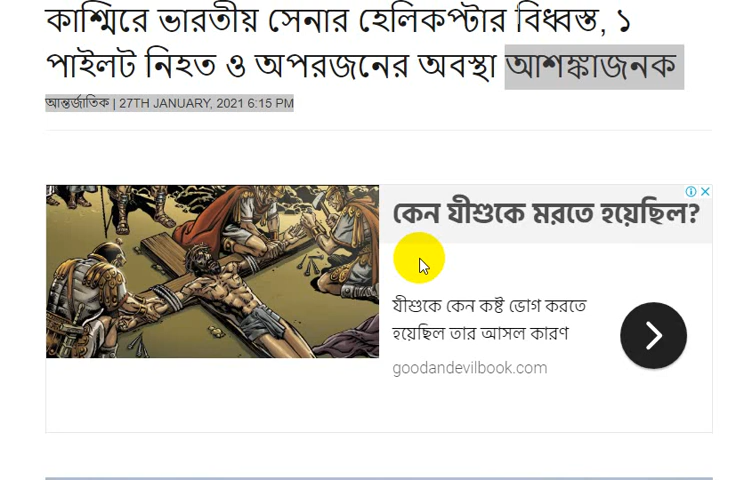 কাশ্মিরে ভারতীয় সেনার হেলিকপ্টার বিধ্বস্ত, ১
পাইলট নিহত ও অপরজনের অবস্থা আশঙ্কাজনক
আন্তর্জাতিক | 27TH JANUARY, 2021 6:15 PM
কেন যীশুকে মরতে হয়েছিল?
যীশুকে কেন কষ্ট ভোগ করতে
হয়েছিল তার আসল কারণ
goodandevilbook.com